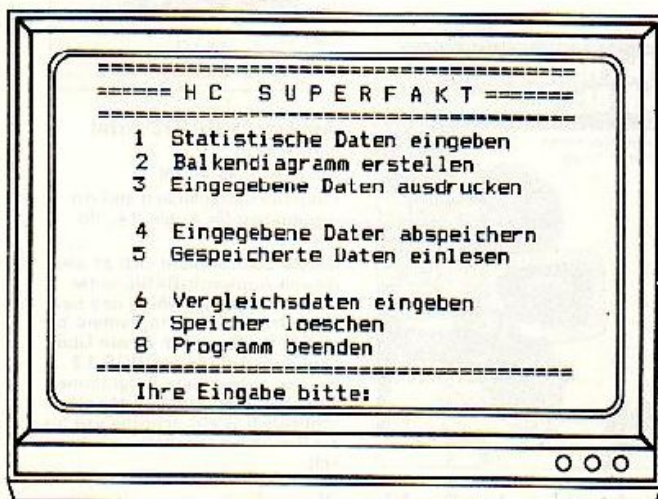 ========================================
====== H C   S U P E R F A K T =======
========================================
1 Statistische Daten eingeben
2 Balkendiagramm erstellen
3 Eingegebene Daten ausdrucken
4 Eingegebene Daten abspeichern
5 Gespeicherte Daten einlesen
6 Vergleichsdaten eingeben
7 Speicher loeschen
8 Programm beenden
========================================
Ihre Eingabe bitte: